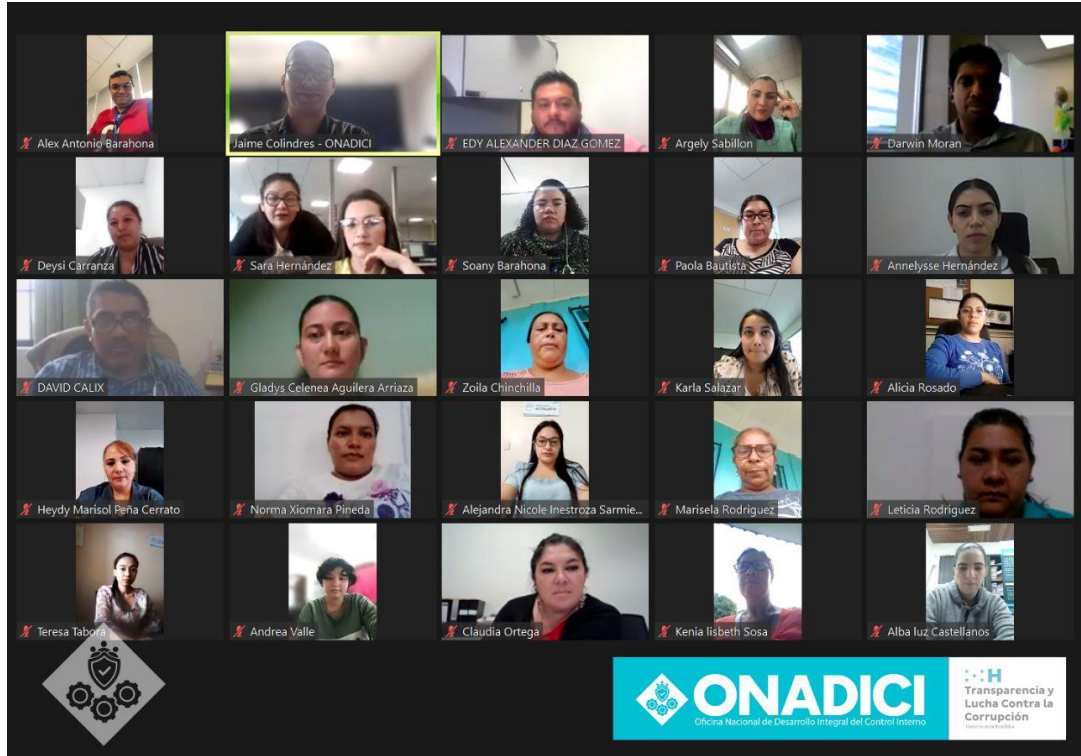 Alex Antonio Barahona
Jaime Colindres - ONADICI
EDY ALEXANDER DIAZ GOMEZ
Argely Sabillon
Darwin Moran
Deysi Carranza
Sara Hernández
Soany Barahona
Paola Bautista
Annelysse Hernández
DAVID CALIX
Gladys Celenea Aguilera Arriaza
Zoila Chinchilla
Karla Salazar
Alicia Rosado
Heydy Marisol Peña Cerrato
Norma Xiomara Pineda
Alejandra Nicole Inestroza Sarmie...
Marisela Rodriguez
Leticia Rodriguez
Teresa Tabora
Andrea Valle
Claudia Ortega
Kenia lisbeth Sosa
Alba luz Castellanos
ONADICI
Oficina Nacional de Desarrollo Integral del Control Interno
H
Transparencia y
Lucha Contra la
Corrupción
Gobierno de la República